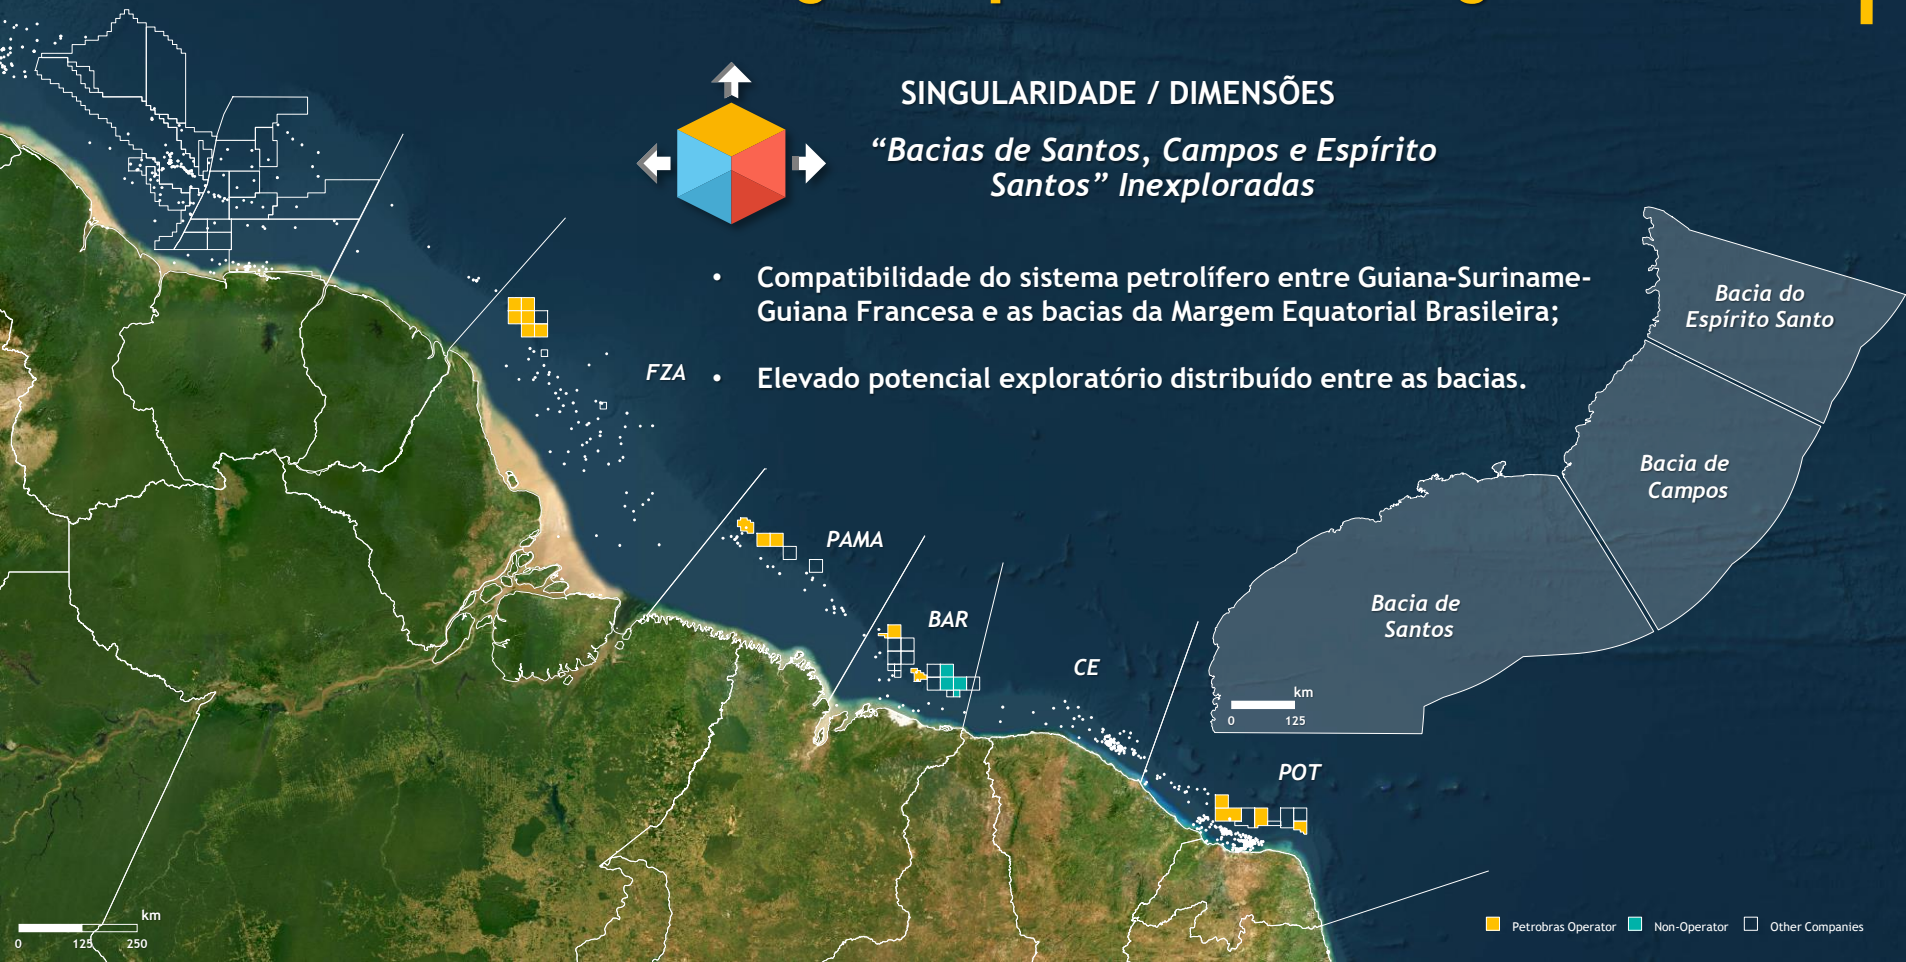 SINGULARIDADE / DIMENSÕES
“Bacias de Santos, Campos e Espírito
Santos” Inexploradas
• Compatibilidade do sistema petrolífero entre Guiana-Suriname-
Guiana Francesa e as bacias da Margem Equatorial Brasileira;
• Elevado potencial exploratório distribuído entre as bacias.
FZA
PAMA
BAR
CE
POT
Bacia do
Espírito Santo
Bacia de
Campos
Bacia de
Santos
km
0 125
km
0 125 250
Petrobras Operator
Non-Operator
Other Companies